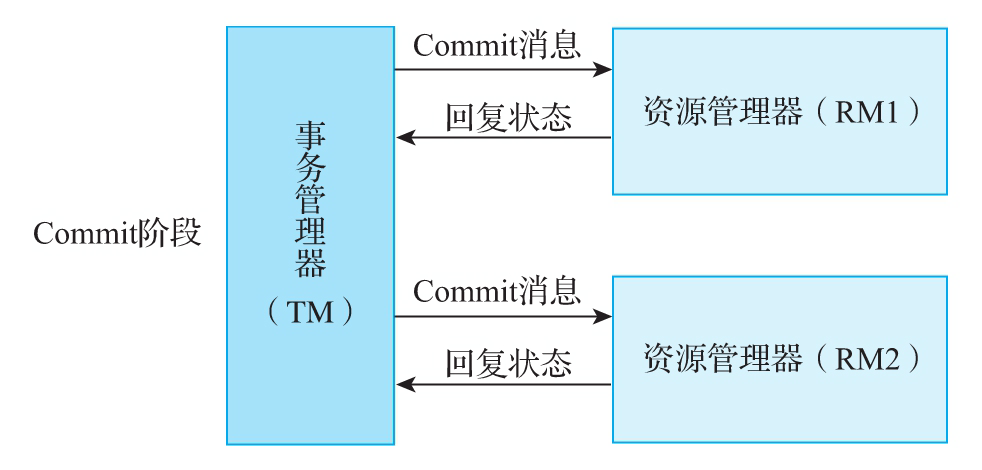 Commit阶段
事务管理器
（TM）
Commit消息
回复状态
资源管理器（RM1）
Commit消息
回复状态
资源管理器（RM2）